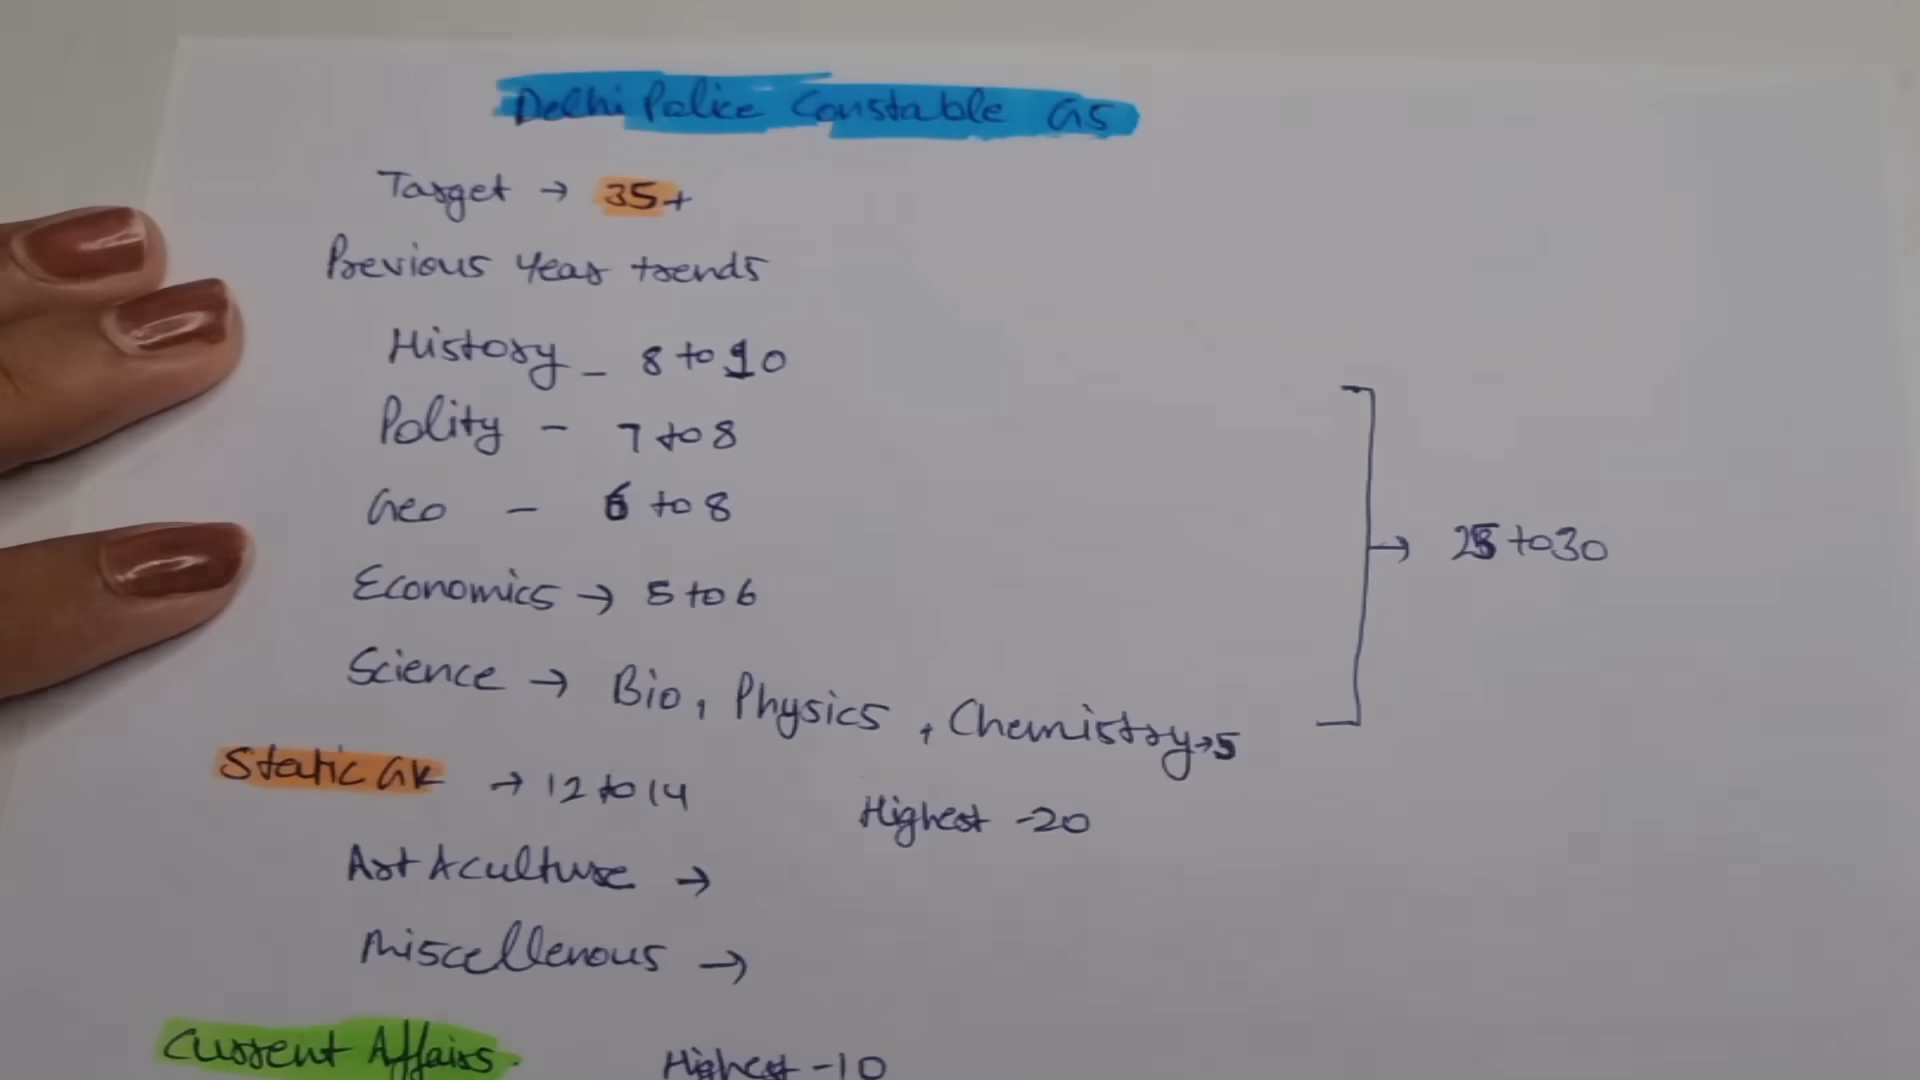 Delhi Police Constable GS
Target → 35+
Previous Year trends
History - 8 to 10
Polity - 7 to 8
Geo - 6 to 8
Economics → 5 to 6
Science → Bio, Physics, Chemistry → 5
25 to 30
Static GK → 12 to 14
Highest - 20
Art & culture →
Miscellenous →
Current Affairs.
Highest - 10